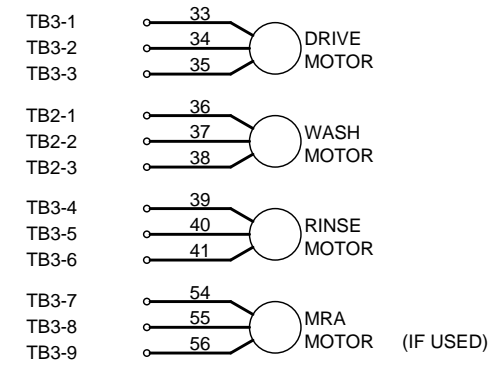 TB3-1 33
TB3-2 34 DRIVE
TB3-3 35 MOTOR
TB2-1 36
TB2-2 37 WASH
TB2-3 38 MOTOR
TB3-4 39
TB3-5 40 RINSE
TB3-6 41 MOTOR
TB3-7 54
TB3-8 55 MRA
TB3-9 56 MOTOR (IF USED)